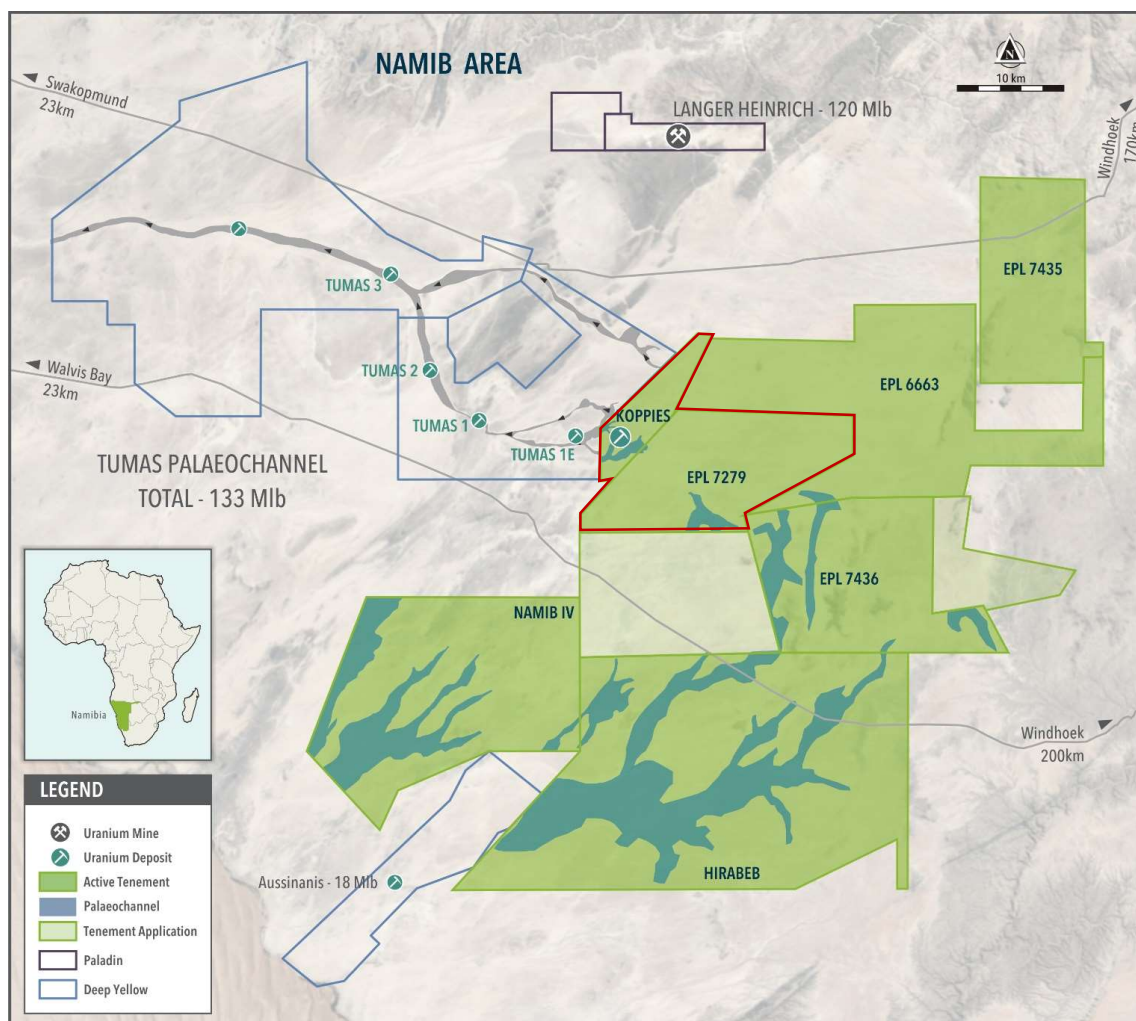 NAMIB AREA
N
10 km
Swakopmund
23km
LANGER HEINRICH - 120 Mlb
Windhoek
170km
EPL 7435
TUMAS 3
EPL 6663
Walvis Bay
23km
TUMAS 2
KOPPIES
TUMAS 1
TUMAS 1E
TUMAS PALAEOCHANNEL
TOTAL - 133 Mlb
EPL 7279
EPL 7436
NAMIB IV
Namibia
Windhoek
200km
HIRABEB
Aussinanis - 18 Mlb
LEGEND
Uranium Mine
Uranium Deposit
Active Tenement
Palaeochannel
Tenement Application
Paladin
Deep Yellow